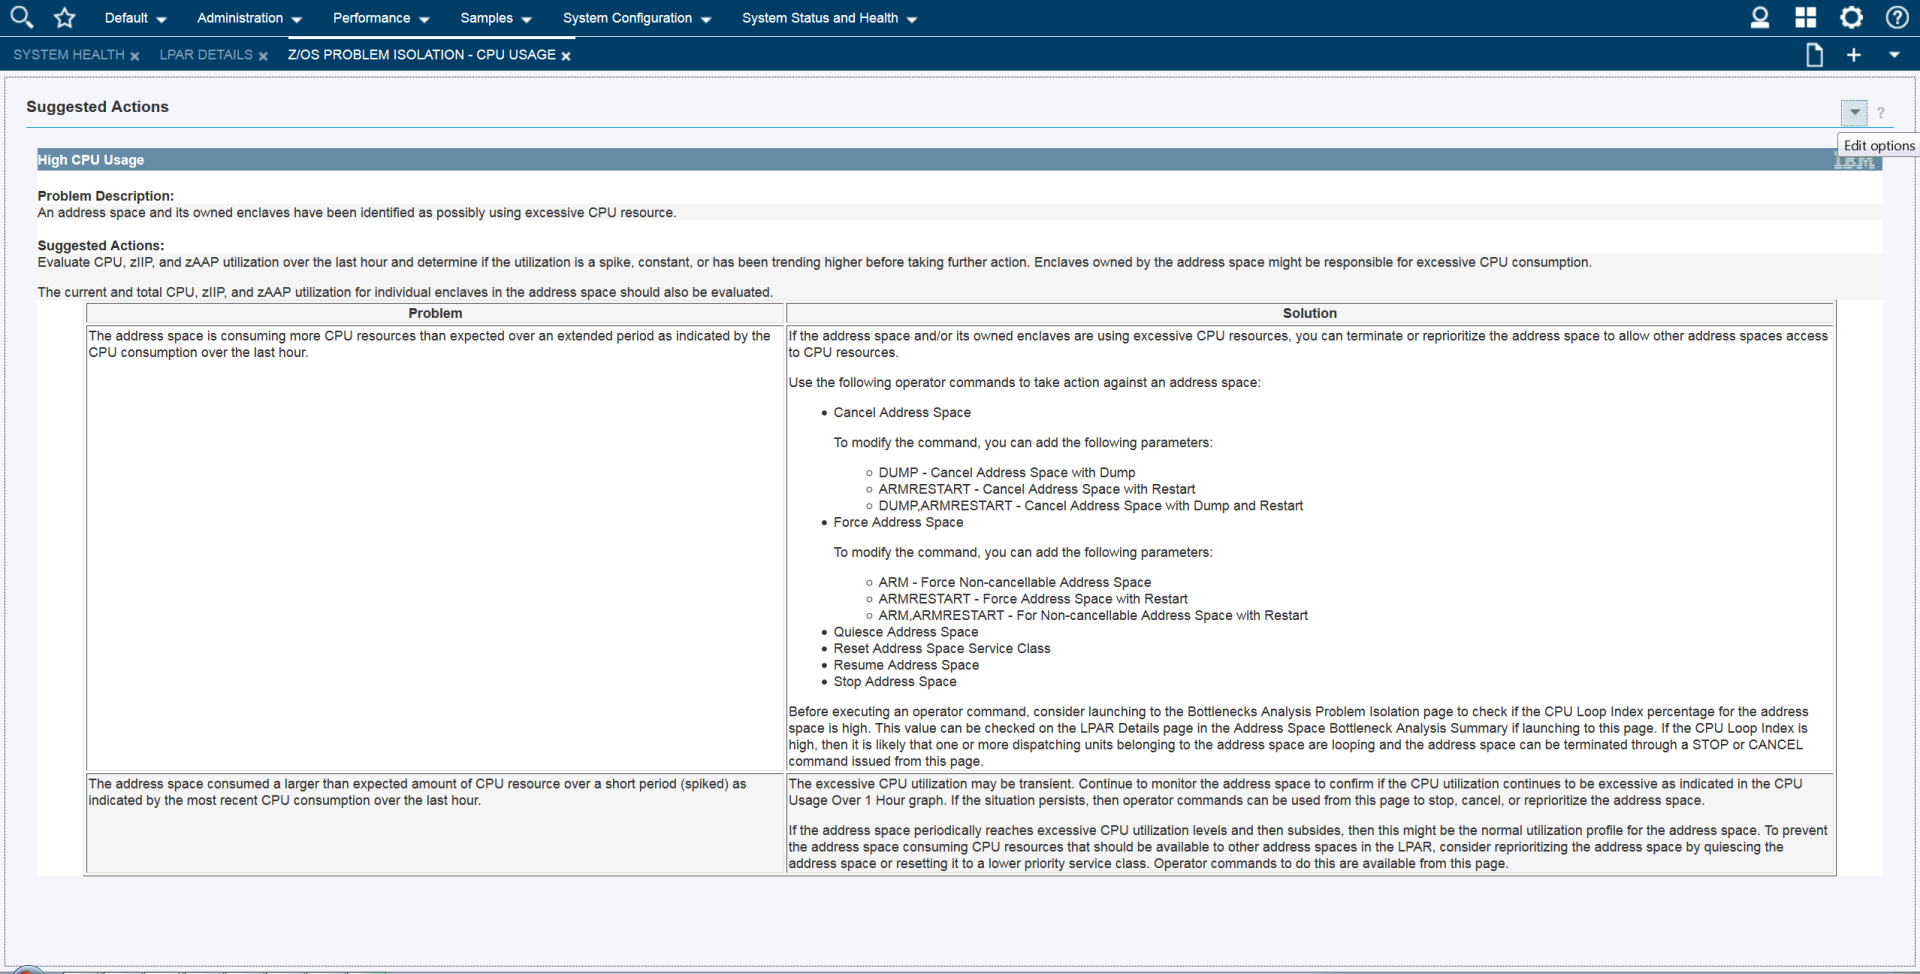 Default Administration Performance Samples System Configuration System Status and Health
SYSTEM HEALTH LPAR DETAILS Z/OS PROBLEM ISOLATION - CPU USAGE
Suggested Actions
?
Edit options
High CPU Usage
IBM
Problem Description:
An address space and its owned enclaves have been identified as possibly using excessive CPU resource.
Suggested Actions:
Evaluate CPU, zIIP, and zAAP utilization over the last hour and determine if the utilization is a spike, constant, or has been trending higher before taking further action. Enclaves owned by the address space might be responsible for excessive CPU consumption.
The current and total CPU, zIIP, and zAAP utilization for individual enclaves in the address space should also be evaluated.
Problem
Solution
The address space is consuming more CPU resources than expected over an extended period as indicated by the
CPU consumption over the last hour.
If the address space and/or its owned enclaves are using excessive CPU resources, you can terminate or reprioritize the address space to allow other address spaces access
to CPU resources.
Use the following operator commands to take action against an address space:
• Cancel Address Space
To modify the command, you can add the following parameters:
○ DUMP - Cancel Address Space with Dump
○ ARMRESTART - Cancel Address Space with Restart
○ DUMP,ARMRESTART - Cancel Address Space with Dump and Restart
• Force Address Space
To modify the command, you can add the following parameters:
○ ARM - Force Non-cancellable Address Space
○ ARMRESTART - Force Address Space with Restart
○ ARM,ARMRESTART - For Non-cancellable Address Space with Restart
• Quiesce Address Space
• Reset Address Space Service Class
• Resume Address Space
• Stop Address Space
Before executing an operator command, consider launching to the Bottlenecks Analysis Problem Isolation page to check if the CPU Loop Index percentage for the address
space is high. This value can be checked on the LPAR Details page in the Address Space Bottleneck Analysis Summary if launching to this page. If the CPU Loop Index is
high, then it is likely that one or more dispatching units belonging to the address space are looping and the address space can be terminated through a STOP or CANCEL
command issued from this page.
The address space consumed a larger than expected amount of CPU resource over a short period (spiked) as
indicated by the most recent CPU consumption over the last hour.
The excessive CPU utilization may be transient. Continue to monitor the address space to confirm if the CPU utilization continues to be excessive as indicated in the CPU
Usage Over 1 Hour graph. If the situation persists, then operator commands can be used from this page to stop, cancel, or reprioritize the address space.
If the address space periodically reaches excessive CPU utilization levels and then subsides, then this might be the normal utilization profile for the address space. To prevent
the address space consuming CPU resources that should be available to other address spaces in the LPAR, consider reprioritizing the address space by quiescing the
address space or resetting it to a lower priority service class. Operator commands to do this are available from this page.